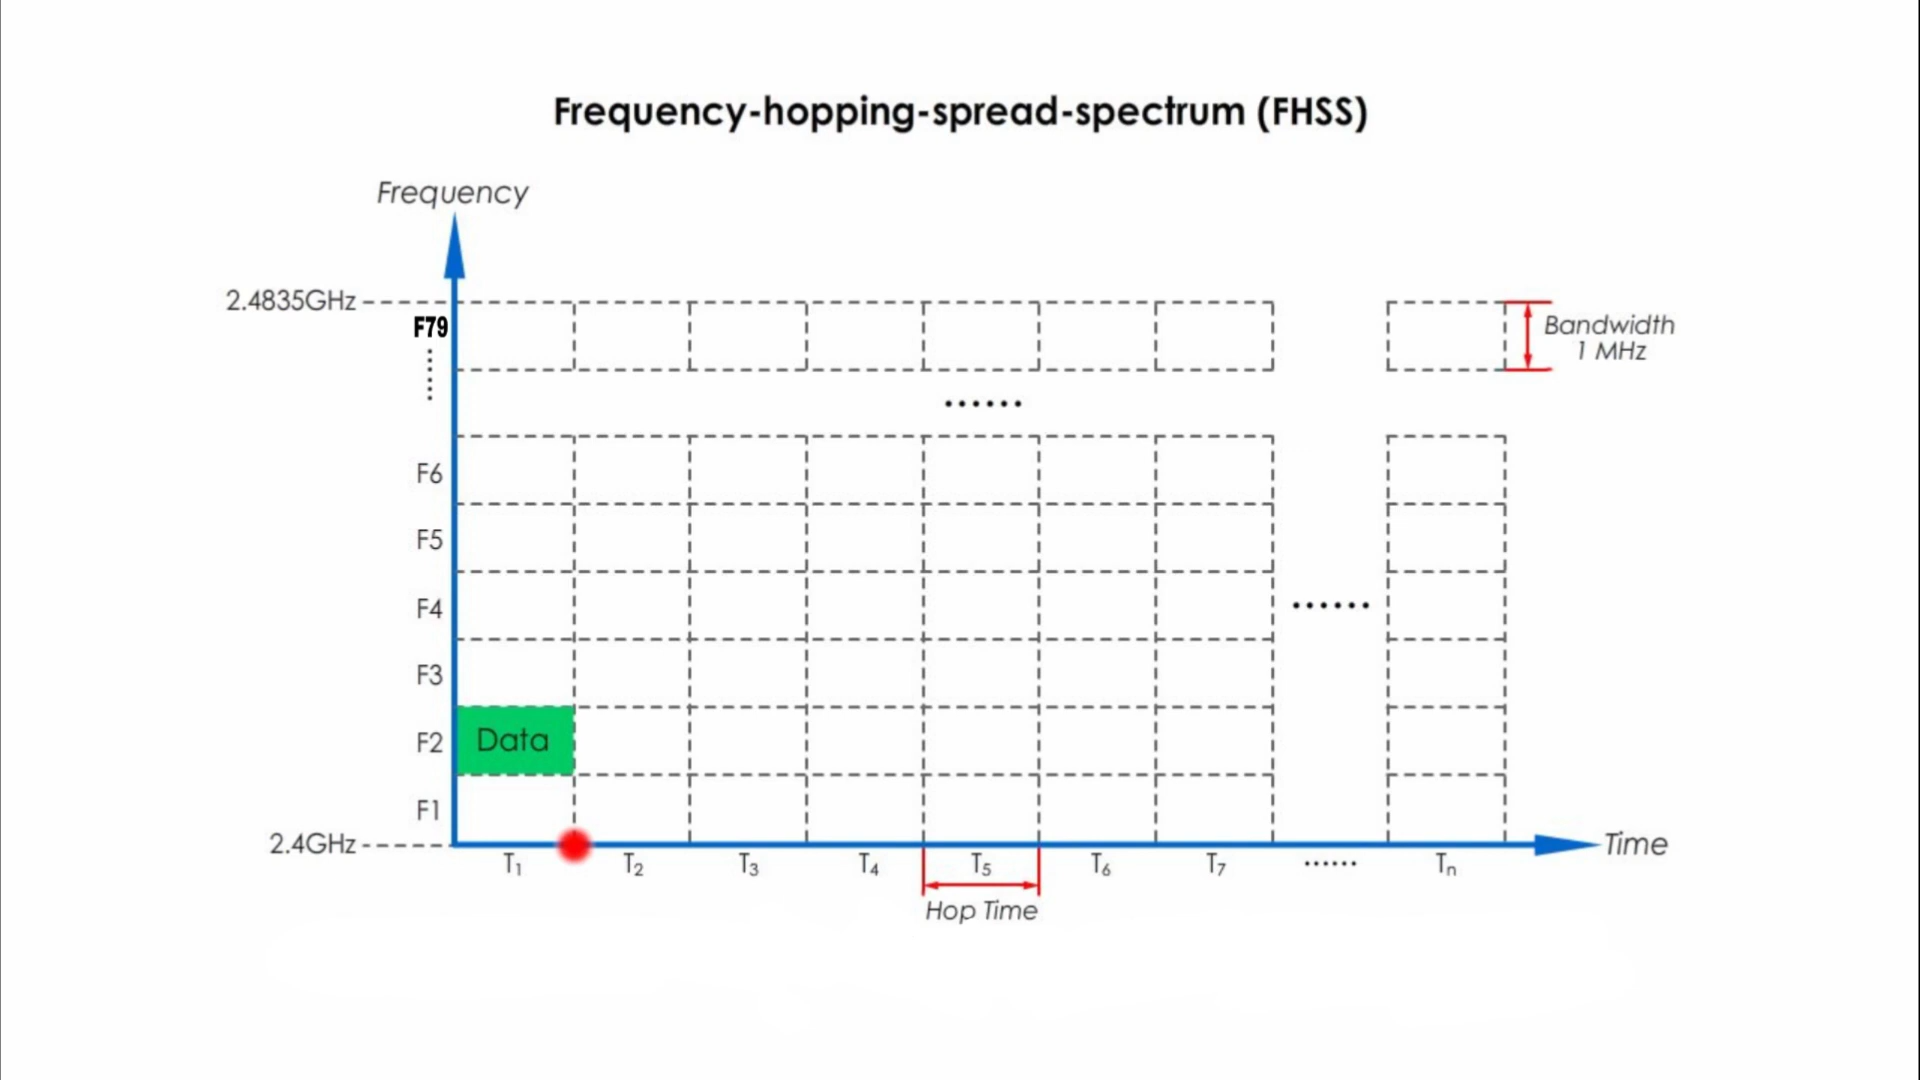 Frequency-hopping-spread-spectrum (FHSS)
Frequency
2.4835GHz
F79
Bandwidth
1 MHz
F6
F5
F4
F3
F2
Data
F1
2.4GHz
Time
T₁ T₂ T₃ T₄ T₅ T₆ T₇ ...... Tₙ
Hop Time